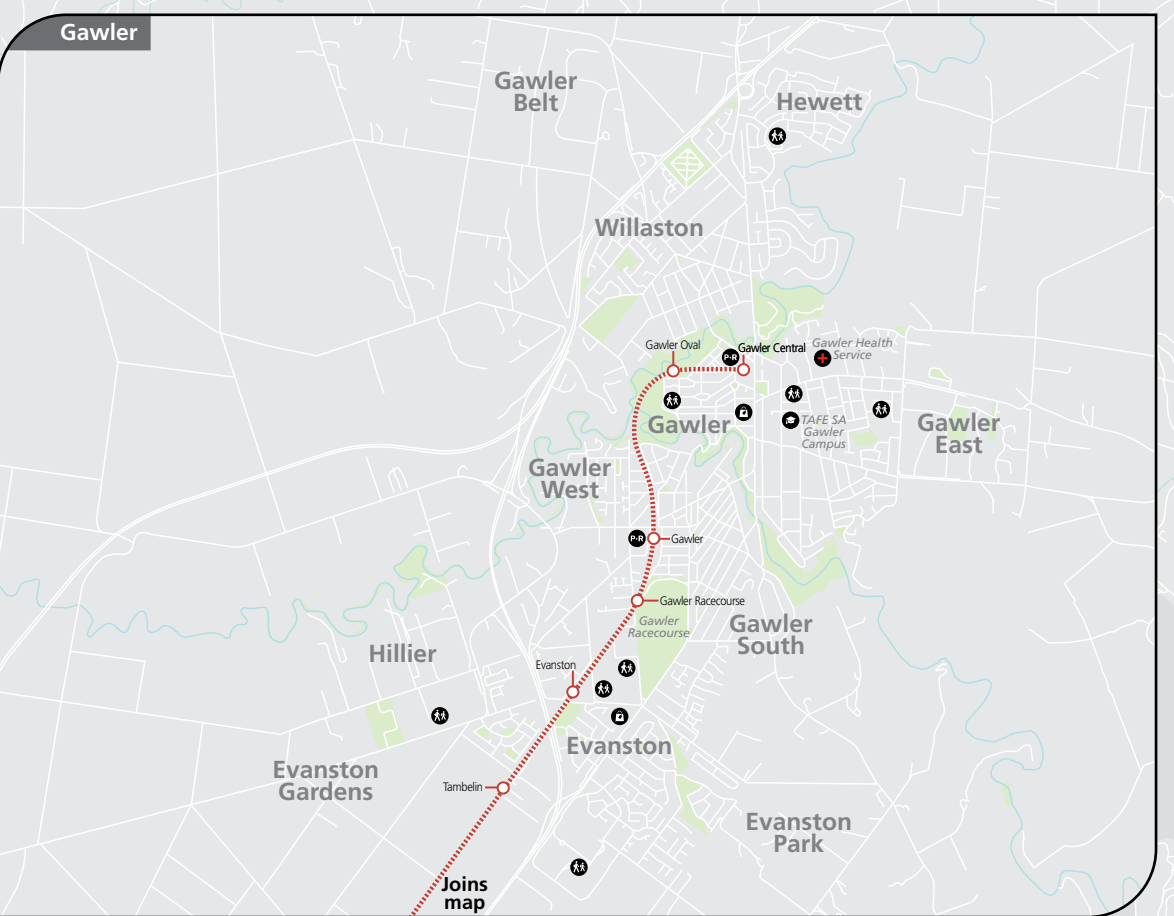 Gawler
Gawler
Belt
Hewett
Willaston
Gawler Oval
P·R
Gawler Central
Gawler Health
Service
Gawler
TAFE SA
Gawler
Campus
Gawler
East
Gawler
West
P·R
Gawler
Gawler Racecourse
Gawler
Racecourse
Gawler
South
Hillier
Evanston
Evanston
Evanston
Gardens
Tambelin
Evanston
Park
Joins
map